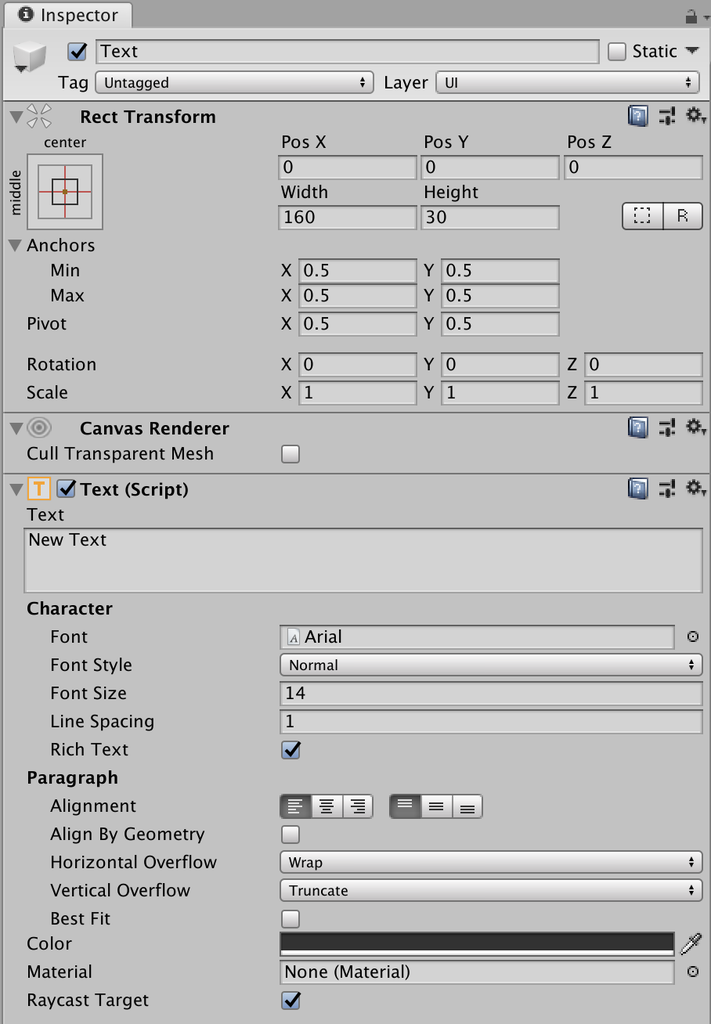 Inspector
Text Static
Tag Untagged Layer UI
Rect Transform
center
middle
Pos X Pos Y Pos Z
0 0 0
Width Height
160 30
R
Anchors
Min X 0.5 Y 0.5
Max X 0.5 Y 0.5
Pivot X 0.5 Y 0.5
Rotation X 0 Y 0 Z 0
Scale X 1 Y 1 Z 1
Canvas Renderer
Cull Transparent Mesh
T Text (Script)
Text
New Text
Character
Font Arial
Font Style Normal
Font Size 14
Line Spacing 1
Rich Text
Paragraph
Alignment
Align By Geometry
Horizontal Overflow Wrap
Vertical Overflow Truncate
Best Fit
Color
Material None (Material)
Raycast Target